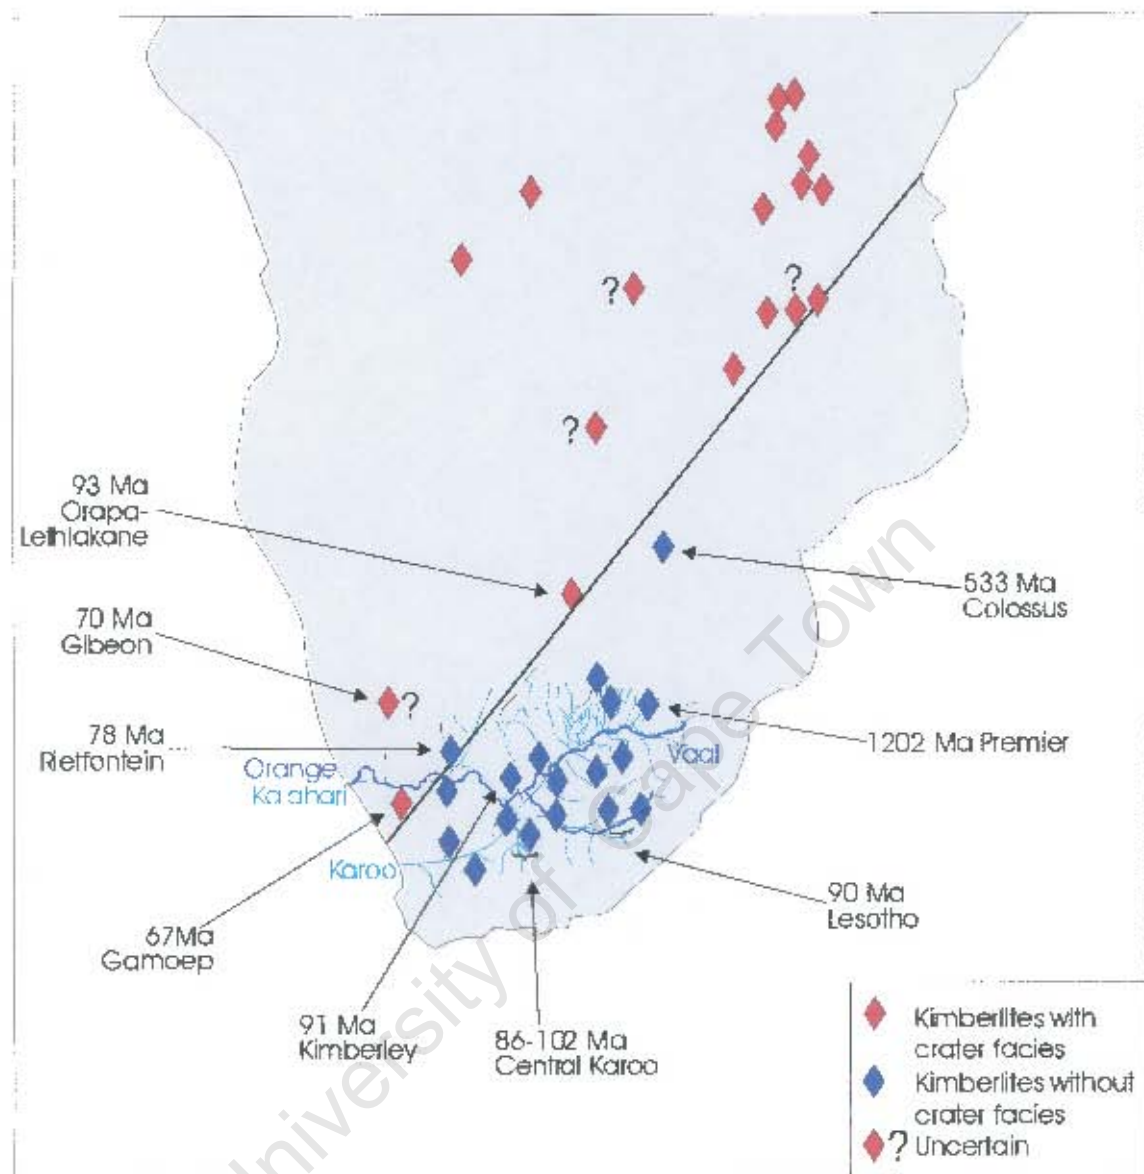 ?
?
?
93 Ma
Orapa-
Lethlakane
533 Ma
Colossus
70 Ma
Gibeon
?
78 Ma
Rietfontein
1202 Ma Premier
Vaal
Orange
Kalahari
Karoo
90 Ma
Lesotho
67Ma
Gamoep
91 Ma
Kimberley
86-102 Ma
Central Karoo
Kimberlites with
crater facies
Kimberlites without
crater facies
? Uncertain
University of Cape Town